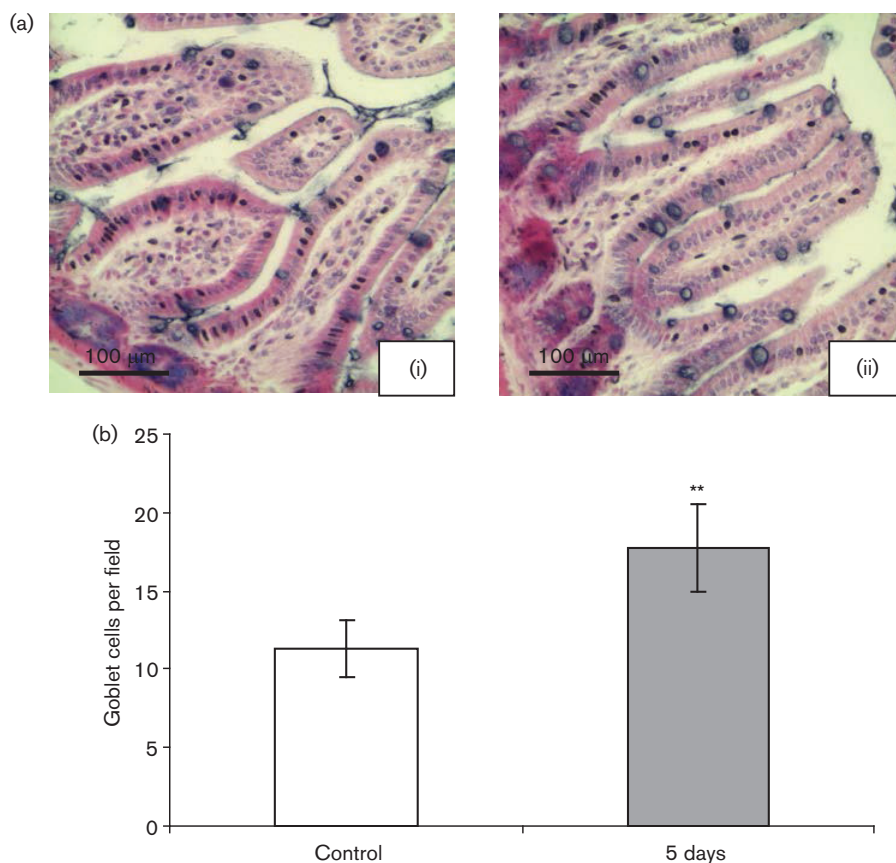 (a)
100 μm
(i)
100 μm
(ii)
(b)
Goblet cells per field
25
20
15
10
5
0
**
Control
5 days